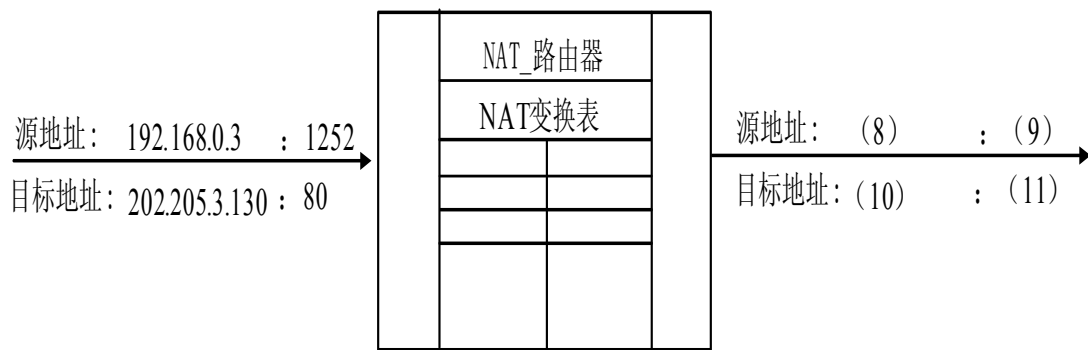 NAT_路由器
NAT变换表
源地址： 192.168.0.3 ： 1252
目标地址：202.205.3.130 ：80
源地址： （8） ：（9）
目标地址：（10） ：（11）